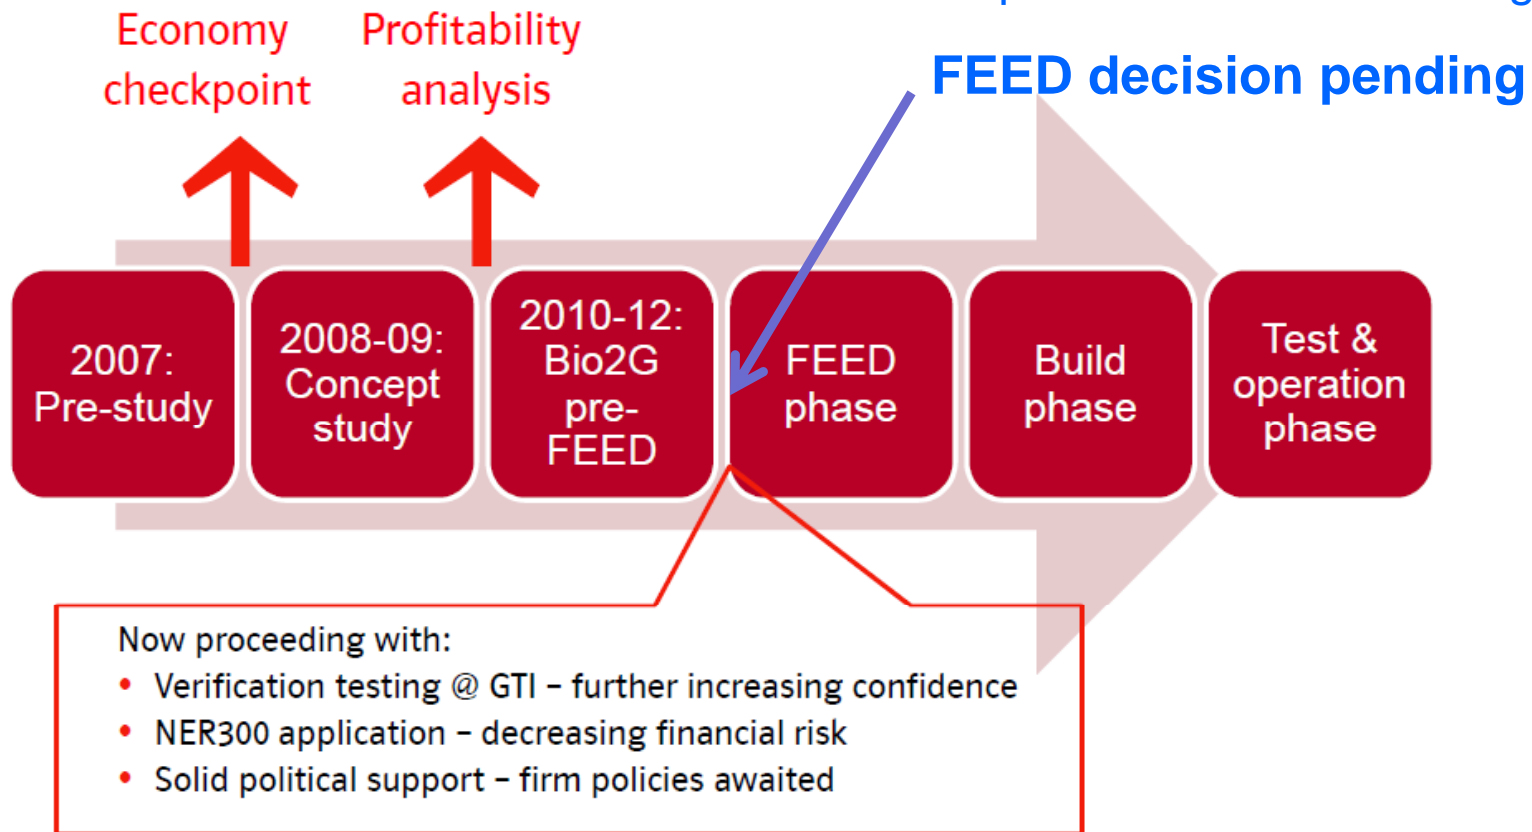 Economy
checkpoint
Profitability
analysis
FEED decision pending
2007:
Pre-study
2008-09:
Concept
study
2010-12:
Bio2G
pre-
FEED
FEED
phase
Build
phase
Test &
operation
phase
Now proceeding with:
• Verification testing @ GTI – further increasing confidence
• NER300 application – decreasing financial risk
• Solid political support – firm policies awaited